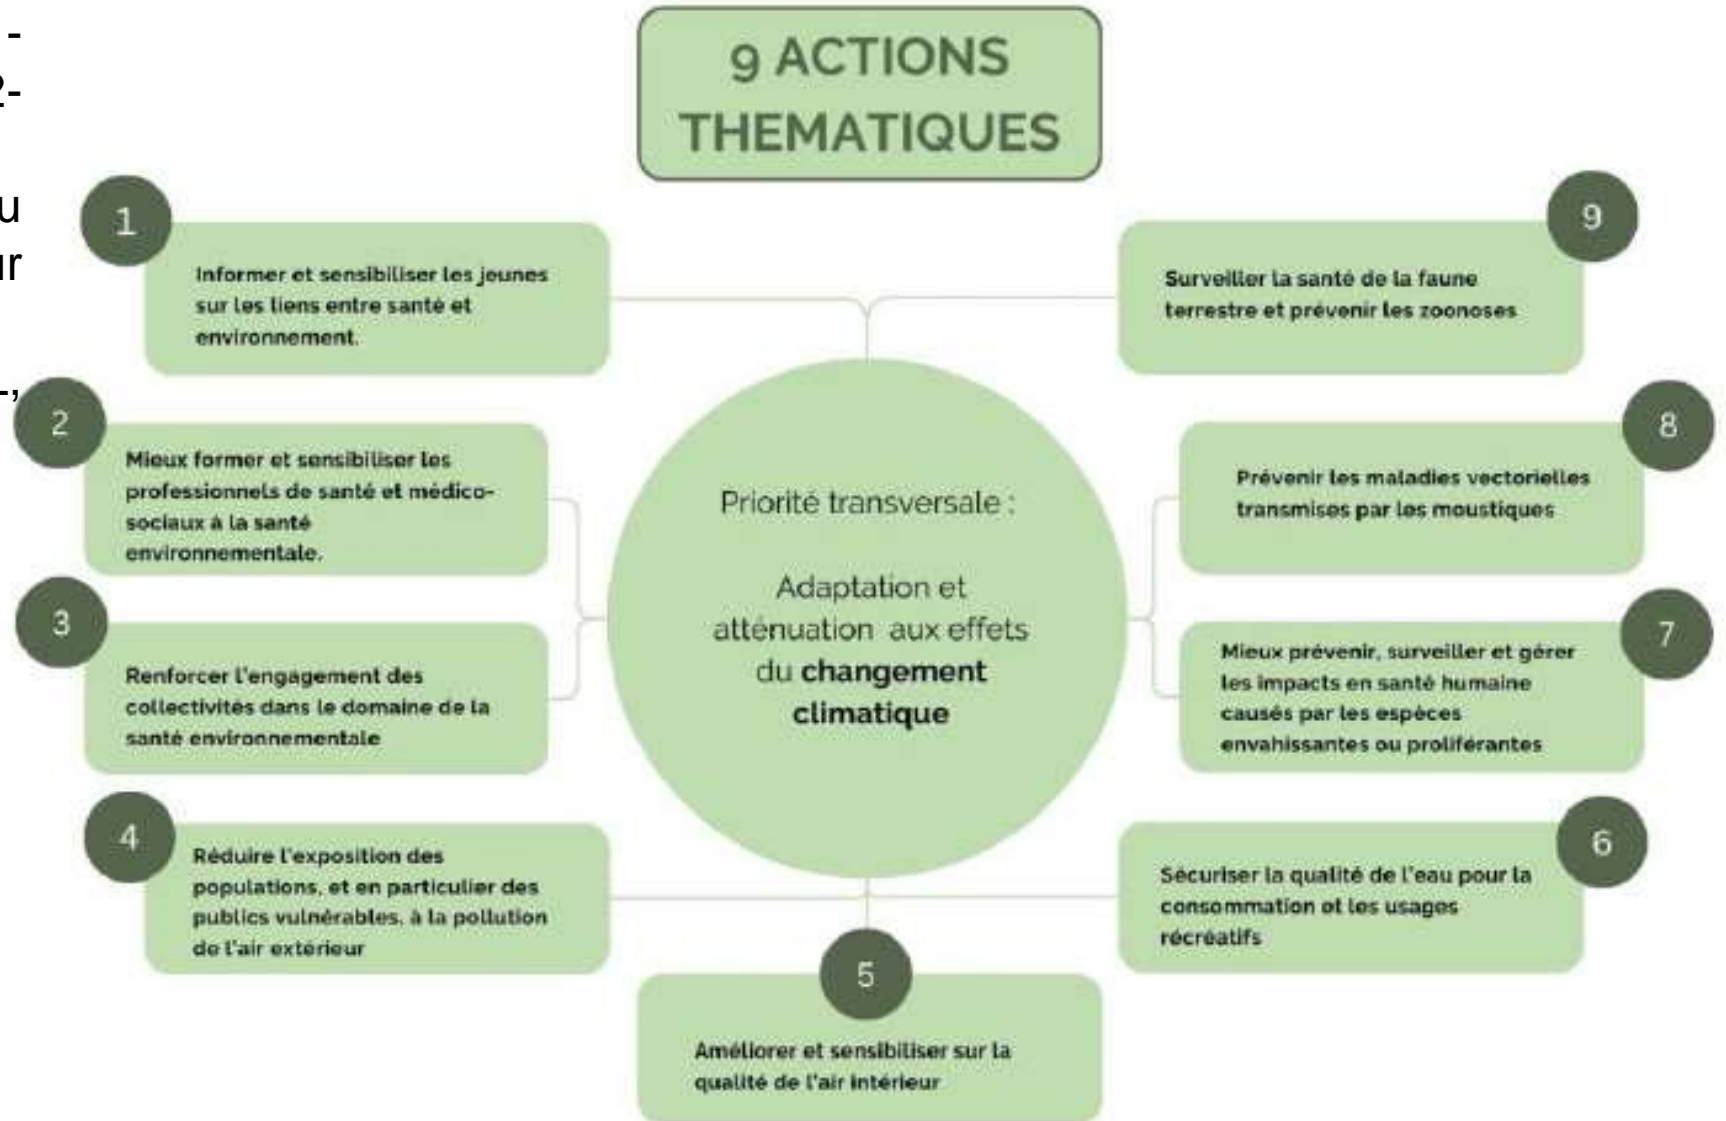 -
2-
u
ur
,
9 ACTIONS
THEMATIQUES
1
Informer et sensibiliser les jeunes
sur les liens entre santé et
environnement.
2
Mieux former et sensibiliser les
professionnels de santé et médico-
sociaux à la santé
environnementale.
3
Renforcer l'engagement des
collectivités dans le domaine de la
santé environnementale
4
Réduire l'exposition des
populations, et en particulier des
publics vulnérables, à la pollution
de l'air extérieur
5
Améliorer et sensibiliser sur la
qualité de l'air intérieur
6
Sécuriser la qualité de l'eau pour la
consommation et les usages
récréatifs
7
Mieux prévenir, surveiller et gérer
les impacts en santé humaine
causés par les espèces
envahissantes ou proliférantes
8
Prévenir les maladies vectorielles
transmises par les moustiques
9
Surveiller la santé de la faune
terrestre et prévenir les zoonoses
Priorité transversale :
Adaptation et
atténuation aux effets
du changement
climatique